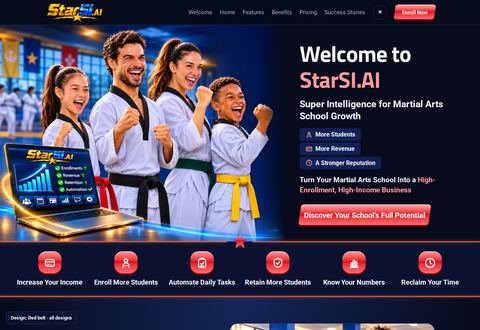 StarSI.AI
Welcome Home Features Benefits Pricing Success Stories
Enroll Now
Welcome to
StarSI.AI
Super Intelligence for Martial Arts
School Growth
More Students
More Revenue
A Stronger Reputation
Turn Your Martial Arts School Into a High-
Enrollment, High-Income Business
Discover Your School's Full Potential
StarSI.AI
Enrollments
Revenue
Retention
Automation
Increase Your Income
Enroll More Students
Automate Daily Tasks
Retain More Students
Know Your Numbers
Reclaim Your Time
Design: Red belt - all designs